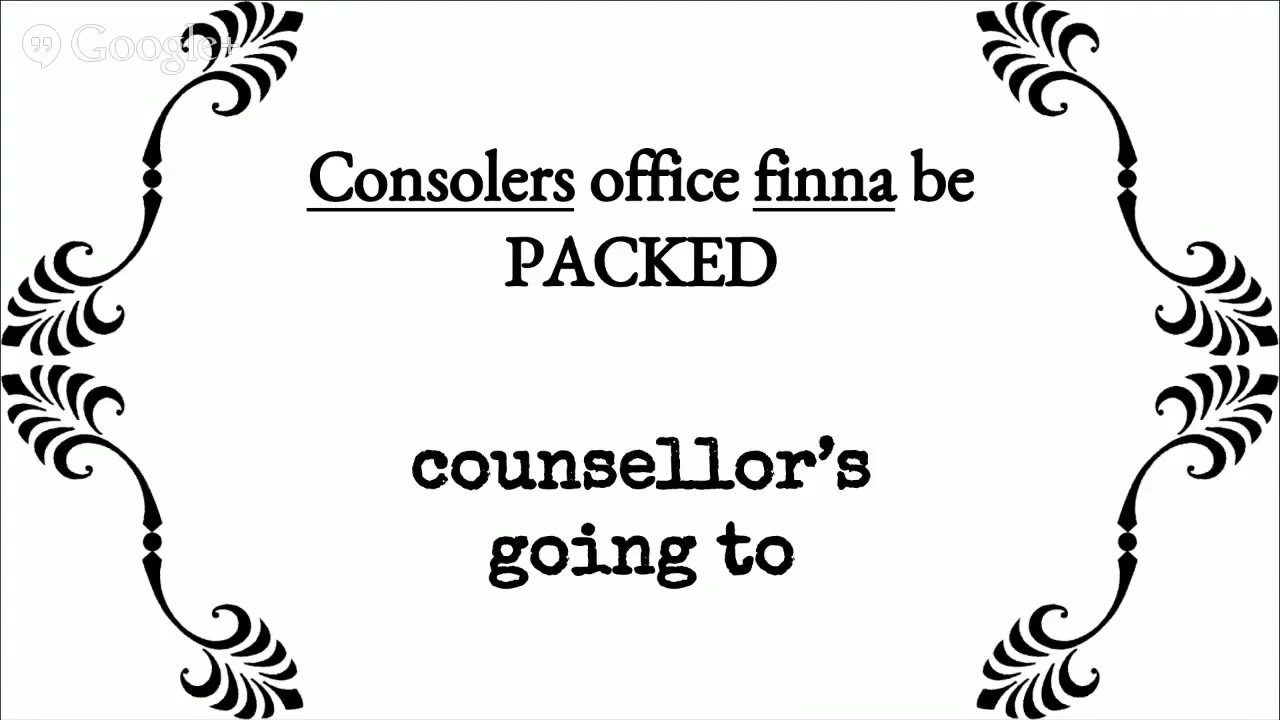 Google+
Consolers office finna be
PACKED
counsellor's
going to